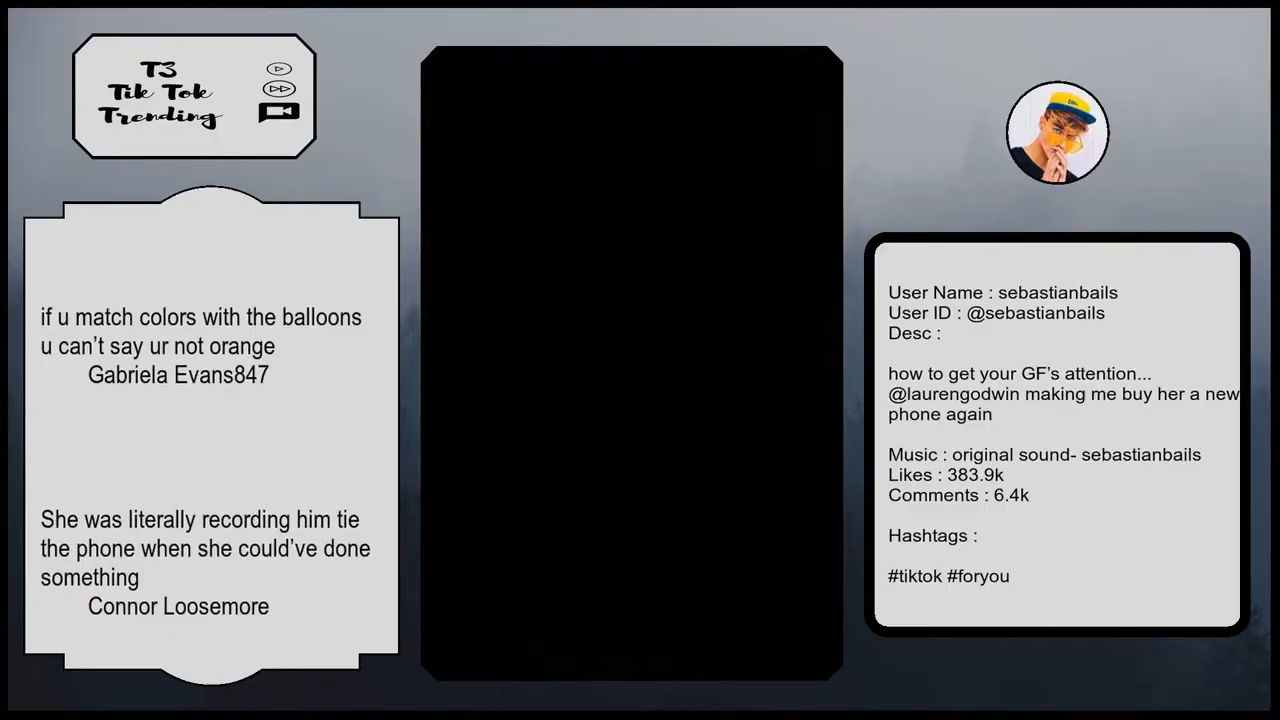 T3
Tik Tok
Trending
if u match colors with the balloons
u can't say ur not orange
Gabriela Evans847
She was literally recording him tie
the phone when she could've done
something
Connor Loosemore
User Name : sebastianbails
User ID : @sebastianbails
Desc :
how to get your GF's attention...
@laurengodwin making me buy her a new
phone again
Music : original sound- sebastianbails
Likes : 383.9k
Comments : 6.4k
Hashtags :
#tiktok #foryou